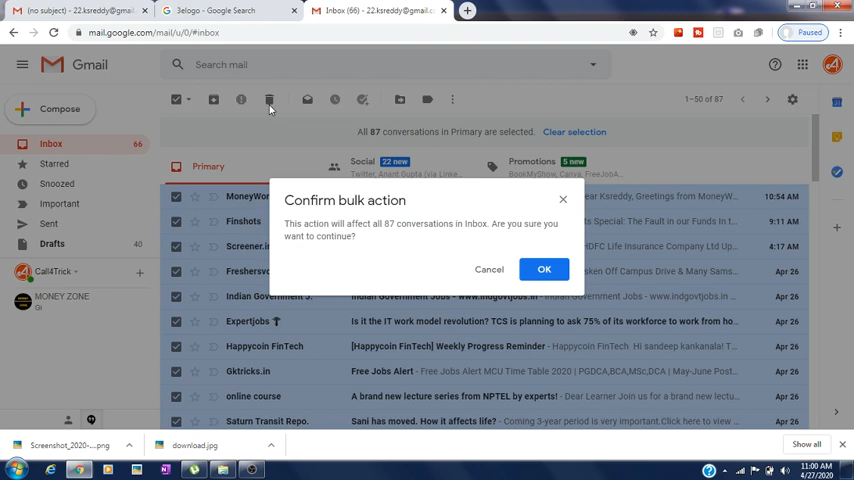 (no subject) - 22.ksreddy@gmail.
3elogo - Google Search
Inbox (66) - 22.ksreddy@gmail.c
mail.google.com/mail/u/0/#inbox
Paused
Gmail
Search mail
Compose
1–50 of 87
Inbox 66
Starred
Snoozed
Important
Sent
Drafts 40
Call4Trick
MONEY ZONE
Gi
All 87 conversations in Primary are selected. Clear selection
Primary
Social 22 new
Twitter, Anant Gupta (via Linke...
Promotions 5 new
BookMyShow, Canva, FreeJobA...
Confirm bulk action
This action will affect all 87 conversations in Inbox. Are you sure you
want to continue?
Cancel
OK
MoneyWor
ear Ksreddy, Greetings from MoneyW... 10:54 AM
Finshots
s Special: The Fault in our Funds In t... 9:11 AM
Screener.in
HDFC Life Insurance Company Ltd Up... 4:17 AM
Freshersvo
ken Off Campus Drive & Many Sams... Apr 26
Indian Government J. Indian Government Jobs - www.indgovtjobs.in - Indian Government Jobs - ww... Apr 26
Expertjobs Is it the IT work model revolution? TCS is planning to ask 75% of its workforce to work from ho... Apr 26
Happycoin FinTech [Happycoin FinTech] Weekly Progress Reminder - Happycoin FinTech Hi sandeep kankanala! T... Apr 26
Gktricks.in Free Jobs Alert - Free Jobs Alert MCU Time Table 2020 | PGDCA,BCA,MSc,DCA | May-June Post... Apr 26
online course A brand new lecture series from NPTEL by experts! - Dear Learner Join us for a brand new lectu... Apr 26
Saturn Transit Repo. Sani has moved. How it affects life? - Coming 3-year period is very important.Click here to view ... Apr 26
Screenshot_2020-....png
download.jpg
Show all
11:00 AM
4/27/2020